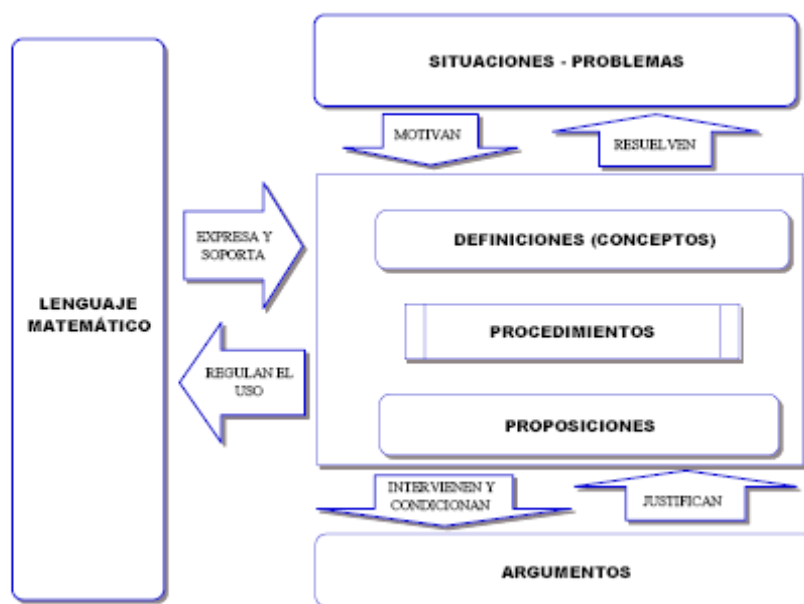 SITUACIONES - PROBLEMAS
MOTIVAN
RESUELVEN
EXPRESA Y
SOPORTA
DEFINICIONES (CONCEPTOS)
LENGUAJE
MATEMÁTICO
PROCEDIMIENTOS
REGULAN EL
USO
PROPOSICIONES
INTERVIENEN Y
CONDICIONAN
JUSTIFICAN
ARGUMENTOS